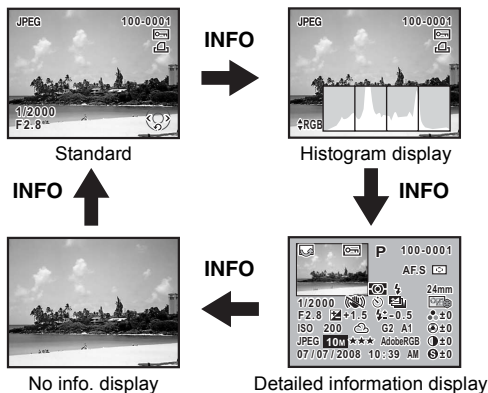 JPEG 100-0001
1/2000
F2.8
Standard
INFO
JPEG 100-0001
RGB
Histogram display
INFO
P 100-0001
AF.S
24mm
1/2000
F2.8 +1.5 -0.5 ±0
ISO 200 G2 A1 ±0
JPEG 10M ★★★ AdobeRGB ±0
07/07/2008 10:39 AM S ±0
Detailed information display
INFO
No info. display
INFO